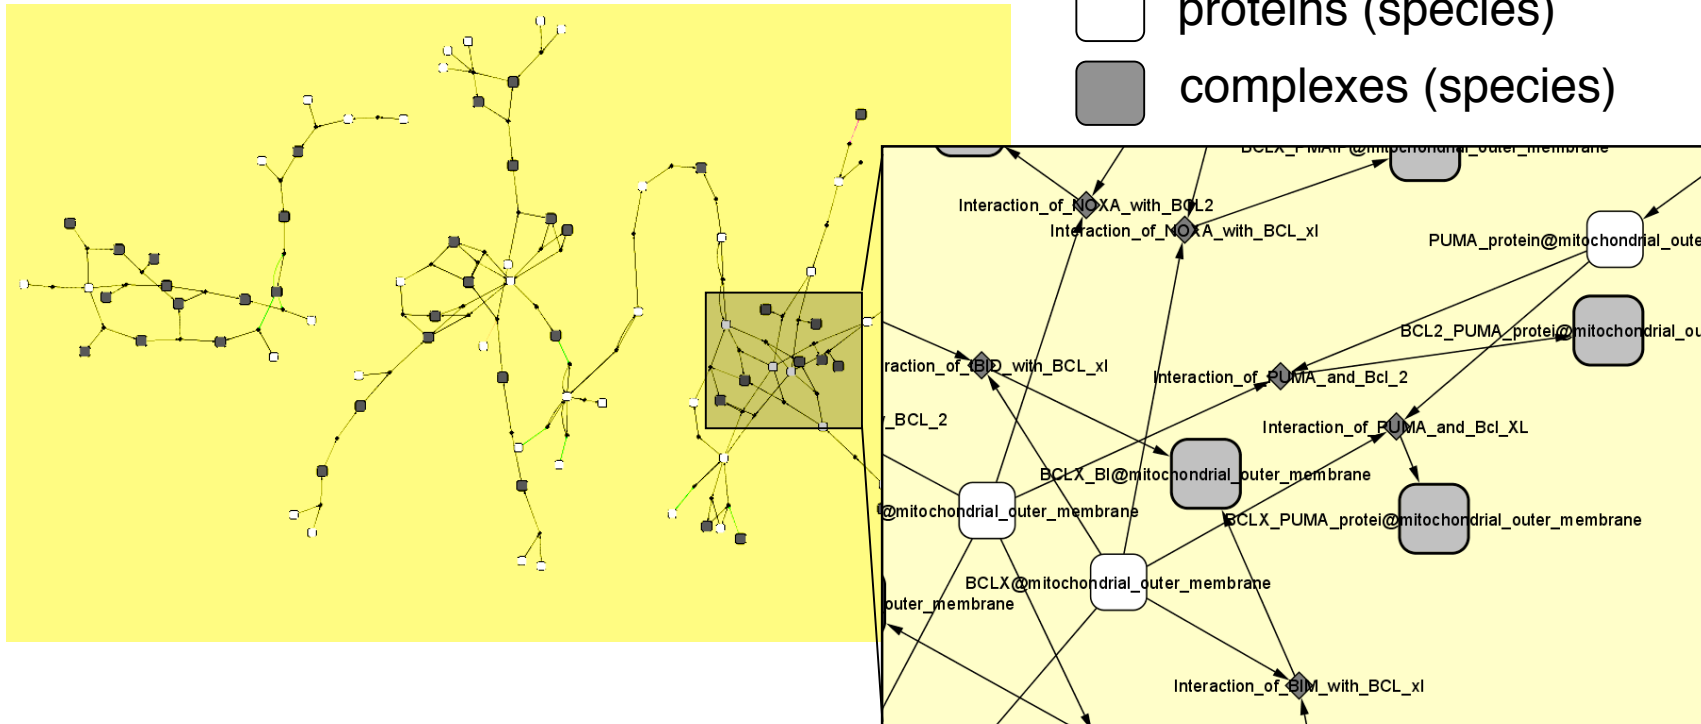 proteins (species)
complexes (species)
BCLX_PMAIP@mitochondrial_outer_membrane
Interaction_of_NOXA_with_BCL2
Interaction_of_NOXA_with_BCL_xl
PUMA_protein@mitochondrial_oute
BCL2_PUMA_protei@mitochondrial_ou
raction_of_tBID_with_BCL_xl
Interaction_of_PUMA_and_Bcl_2
_BCL_2
Interaction_of_PUMA_and_Bcl_XL
BCLX_BI@mitochondrial_outer_membrane
@mitochondrial_outer_membrane
BCLX_PUMA_protei@mitochondrial_outer_membrane
BCLX@mitochondrial_outer_membrane
outer_membrane
Interaction_of_BIM_with_BCL_xl